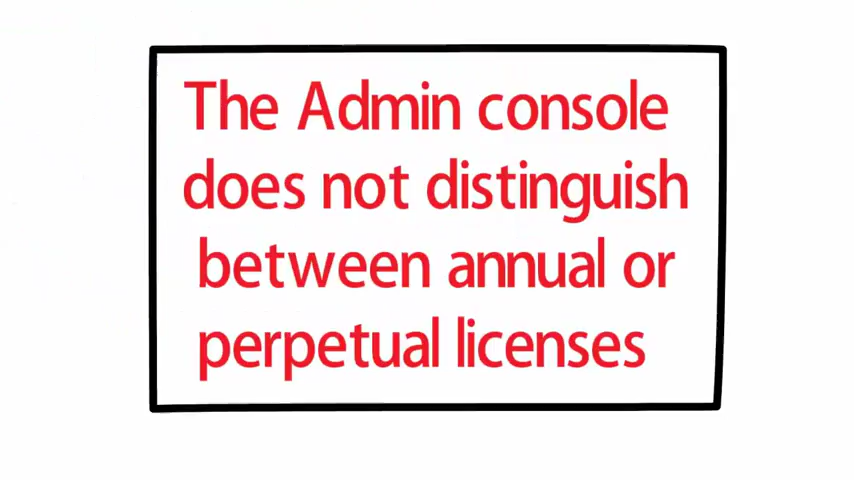 The Admin console
does not distinguish
between annual or
perpetual licenses